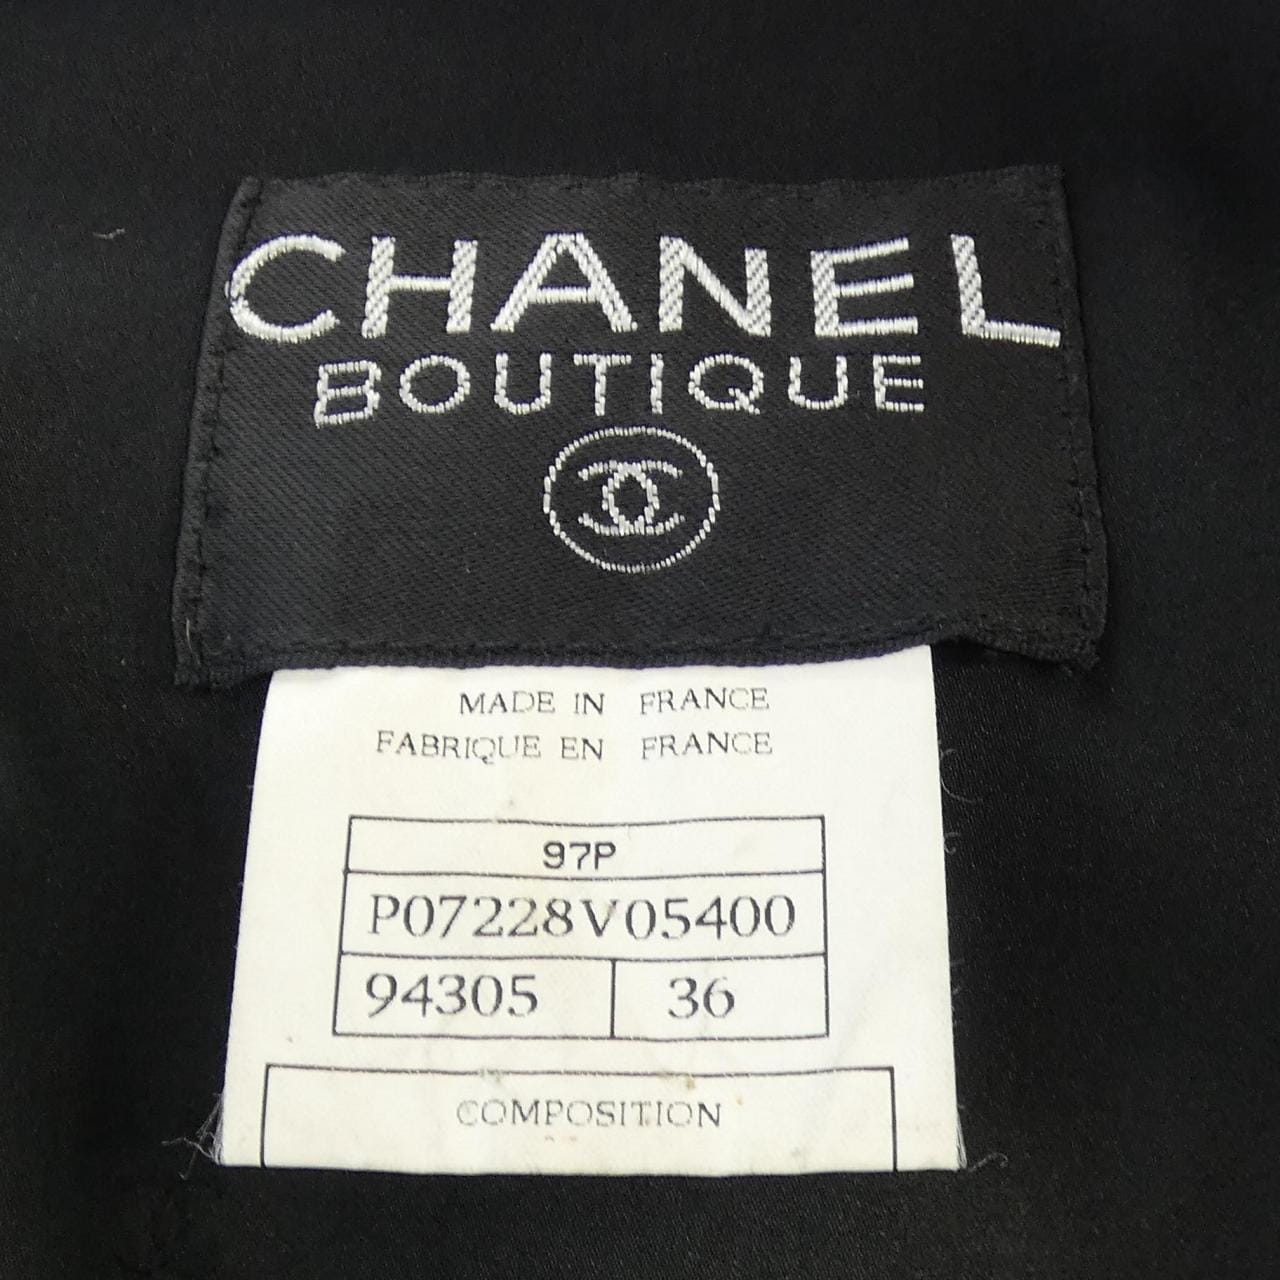 CHANEL
BOUTIQUE
MADE IN FRANCE
FABRIQUE EN FRANCE
97P
P07228V05400
94305 36
COMPOSITION